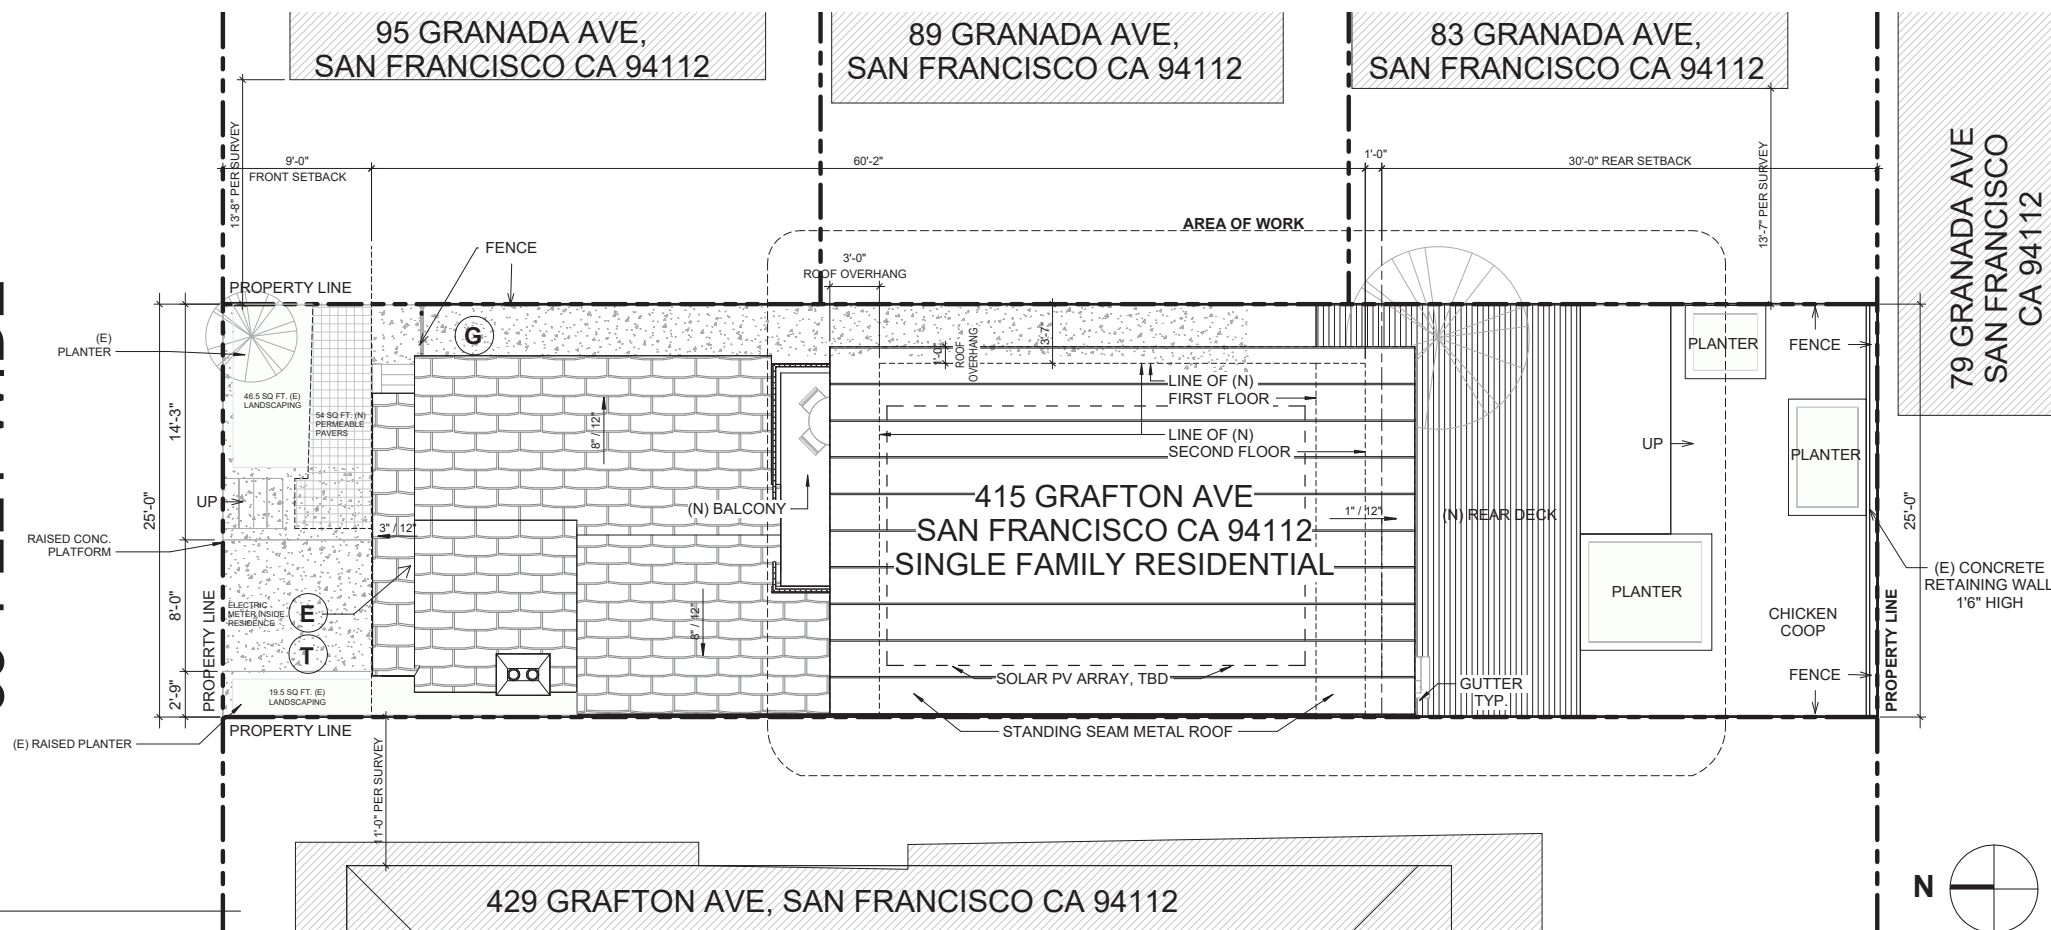 95 GRANADA AVE,
SAN FRANCISCO CA 94112
89 GRANADA AVE,
SAN FRANCISCO CA 94112
83 GRANADA AVE,
SAN FRANCISCO CA 94112
79 GRANADA AVE
SAN FRANCISCO
CA 94112
13'-8" PER SURVEY
9'-0"
FRONT SETBACK
60'-2"
1'-0"
30'-0" REAR SETBACK
13'-7" PER SURVEY
AREA OF WORK
FENCE
3'-0"
ROOF OVERHANG
PROPERTY LINE
(E)
PLANTER
G
1'-0"
ROOF
OVERHANG
3'-7"
PLANTER
FENCE
46.5 SQ FT. (E)
LANDSCAPING
54 SQ FT. (N)
PERMEABLE
PAVERS
14'-3"
25'-0"
8" / 12"
LINE OF (N)
FIRST FLOOR
LINE OF (N)
SECOND FLOOR
UP
PLANTER
UP
(N) BALCONY
415 GRAFTON AVE
SAN FRANCISCO CA 94112
SINGLE FAMILY RESIDENTIAL
1" / 12"
(N) REAR DECK
25'-0"
3" / 12"
RAISED CONC.
PLATFORM
(E) CONCRETE
RETAINING WALL
1'6" HIGH
8'-0"
PROPERTY LINE
ELECTRIC
METER INSIDE
RESIDENCE
E
T
8" / 12"
PLANTER
CHICKEN
COOP
PROPERTY LINE
2'-9"
19.5 SQ FT. (E)
LANDSCAPING
SOLAR PV ARRAY, TBD
GUTTER
TYP.
FENCE
(E) RAISED PLANTER
PROPERTY LINE
STANDING SEAM METAL ROOF
11'-0" PER SURVEY
429 GRAFTON AVE, SAN FRANCISCO CA 94112
N